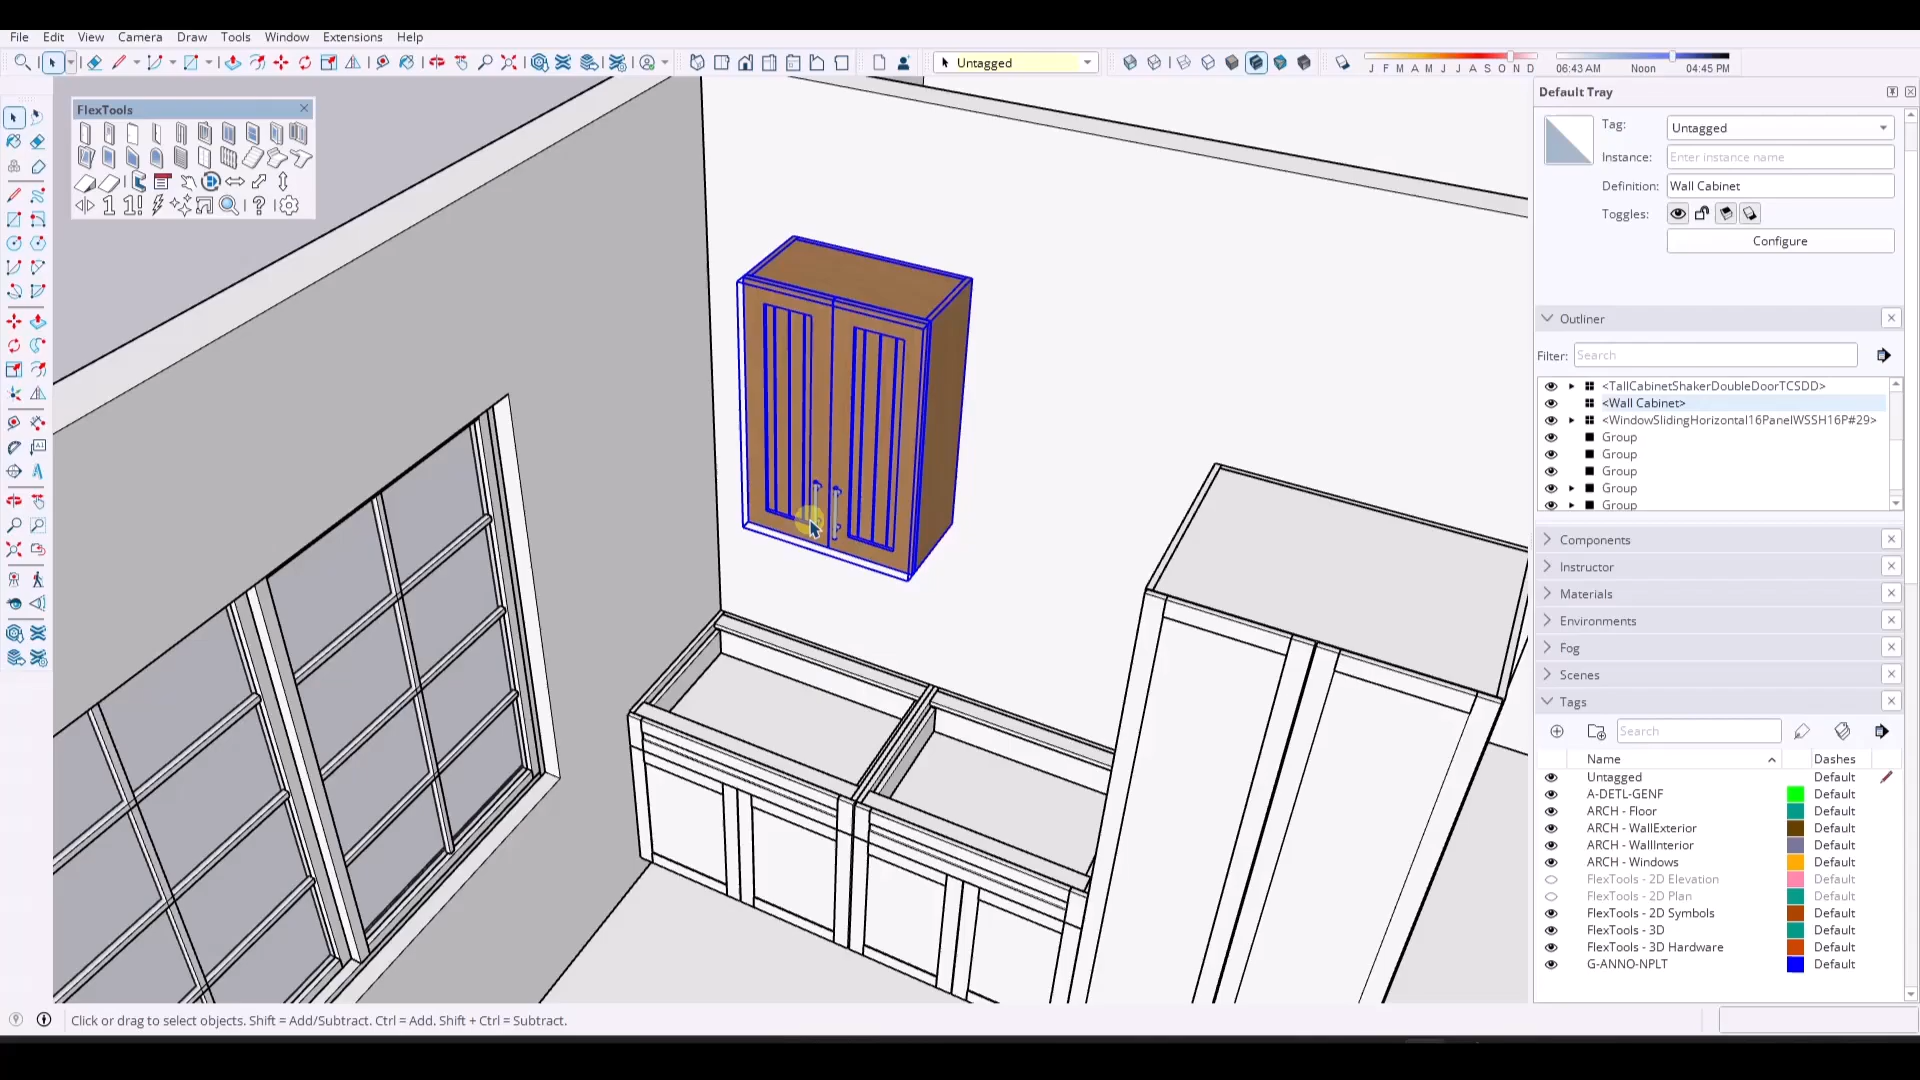 File Edit View Camera Draw Tools Window Extensions Help
Untagged
J F M A M J J A S O N D
06:43 AM Noon 04:45 PM
FlexTools
Default Tray
Tag: Untagged
Instance: Enter instance name
Definition: Wall Cabinet
Toggles:
Configure
Outliner
Filter: Search
<TallCabinetShakerDoubleDoorTCSDD>
<Wall Cabinet>
<WindowSlidingHorizontal16PanelWSSH16P#29>
Group
Group
Group
Group
Group
Components
Instructor
Materials
Environments
Fog
Scenes
Tags
Search
Name Dashes
Untagged Default
A-DETL-GENF Default
ARCH - Floor Default
ARCH - WallExterior Default
ARCH - WallInterior Default
ARCH - Windows Default
FlexTools - 2D Elevation Default
FlexTools - 2D Plan Default
FlexTools - 2D Symbols Default
FlexTools - 3D Default
FlexTools - 3D Hardware Default
G-ANNO-NPLT Default
Click or drag to select objects. Shift = Add/Subtract. Ctrl = Add. Shift + Ctrl = Subtract.